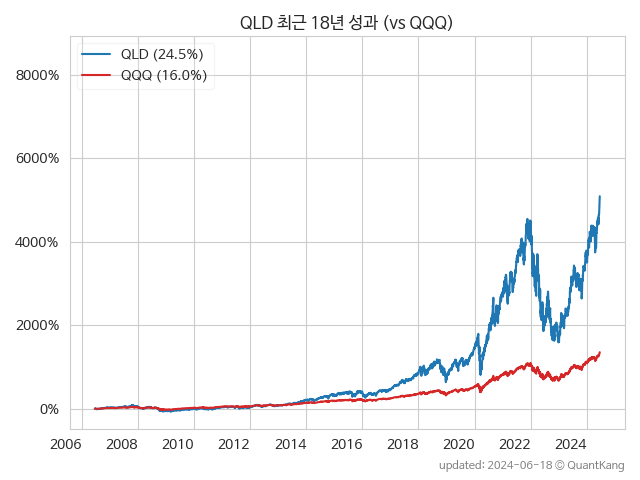 QLD 최근 18년 성과 (vs QQQ)
QLD (24.5%)
QQQ (16.0%)
8000%
6000%
4000%
2000%
0%
2006 2008 2010 2012 2014 2016 2018 2020 2022 2024
updated: 2024-06-18 © QuantKang